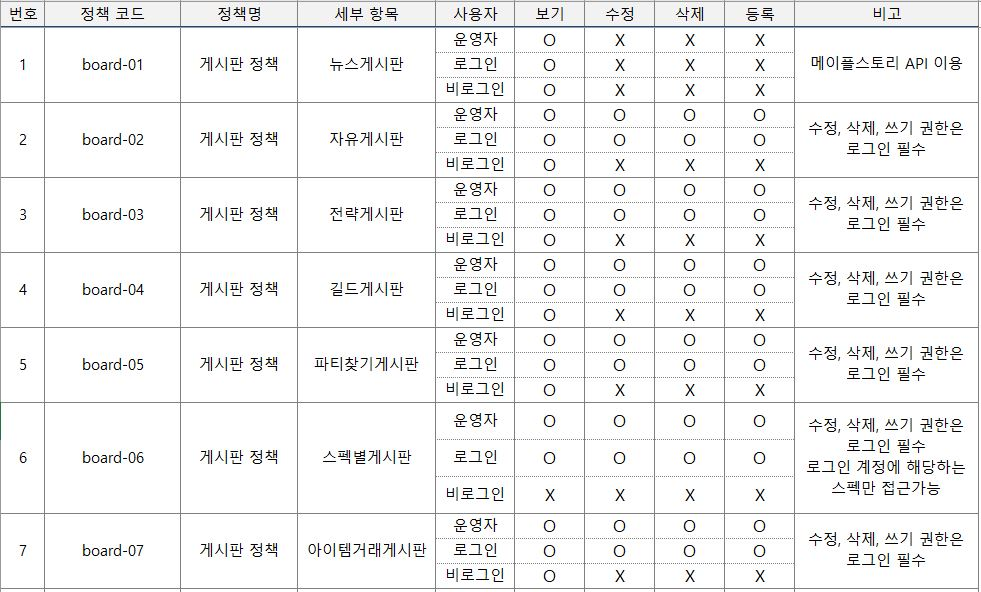 번호 정책 코드 정책명 세부 항목 사용자 보기 수정 삭제 등록 비고
1 board-01 게시판 정책 뉴스게시판 메이플스토리 API 이용
운영자 O X X X
로그인 O X X X
비로그인 O X X X
2 board-02 게시판 정책 자유게시판
운영자 O O O O
로그인 O O O O
비로그인 O X X X
수정, 삭제, 쓰기 권한은
로그인 필수
3 board-03 게시판 정책 전략게시판
운영자 O O O O
로그인 O O O O
비로그인 O X X X
수정, 삭제, 쓰기 권한은
로그인 필수
4 board-04 게시판 정책 길드게시판
운영자 O O O O
로그인 O O O O
비로그인 O X X X
수정, 삭제, 쓰기 권한은
로그인 필수
5 board-05 게시판 정책 파티찾기게시판
운영자 O O O O
로그인 O O O O
비로그인 O X X X
수정, 삭제, 쓰기 권한은
로그인 필수
6 board-06 게시판 정책 스펙별게시판
운영자 O O O O
로그인 O O O O
비로그인 X X X X
수정, 삭제, 쓰기 권한은
로그인 필수
로그인 계정에 해당하는
스펙만 접근가능
7 board-07 게시판 정책 아이템거래게시판
운영자 O O O O
로그인 O O O O
비로그인 O X X X
수정, 삭제, 쓰기 권한은
로그인 필수